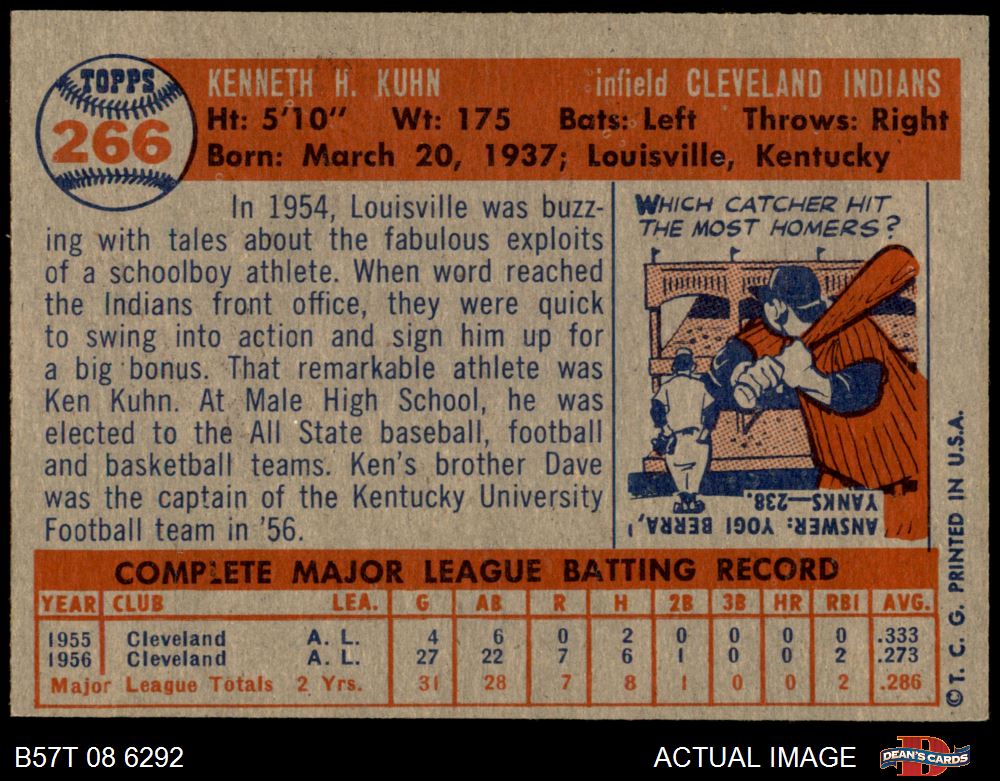 TOPPS
266
KENNETH H. KUHN infield CLEVELAND INDIANS
Ht: 5'10" Wt: 175 Bats: Left Throws: Right
Born: March 20, 1937; Louisville, Kentucky
In 1954, Louisville was buzz-
ing with tales about the fabulous exploits
of a schoolboy athlete. When word reached
the Indians front office, they were quick
to swing into action and sign him up for
a big bonus. That remarkable athlete was
Ken Kuhn. At Male High School, he was
elected to the All State baseball, football
and basketball teams. Ken's brother Dave
was the captain of the Kentucky University
Football team in '56.
WHICH CATCHER HIT
THE MOST HOMERS?
ANSWER: YOGI BERRA,
YANKS—238.
COMPLETE MAJOR LEAGUE BATTING RECORD
YEAR CLUB LEA. G AB R H 2B 3B HR RBI AVG.
1955 Cleveland A. L. 4 6 0 2 0 0 0 0 .333
1956 Cleveland A. L. 27 22 7 6 1 0 0 2 .273
Major League Totals 2 Yrs. 31 28 7 8 1 0 0 2 .286
© T. C. G. PRINTED IN U.S.A.
B57T 08 6292 ACTUAL IMAGE DEAN'S CARDS